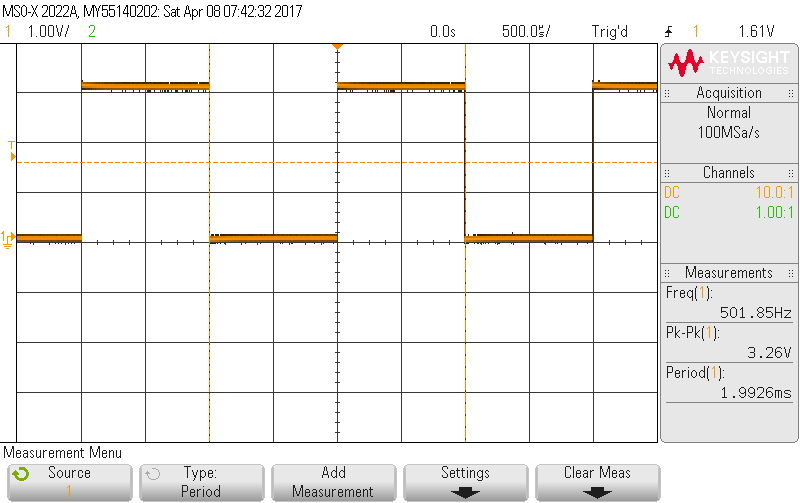 MSO-X 2022A, MY55140202: Sat Apr 08 07:42:32 2017
1 1.00V/ 2 0.0s 500.0us/ Trig'd 1 1.61V
KEYSIGHT
TECHNOLOGIES
Acquisition
Normal
100MSa/s
Channels
DC 10.0:1
DC 1.00:1
Measurements
Freq(1):
501.85Hz
Pk-Pk(1):
3.26V
Period(1):
1.9926ms
T
1
Measurement Menu
Source
1
Type:
Period
Add
Measurement
Settings
Clear Meas